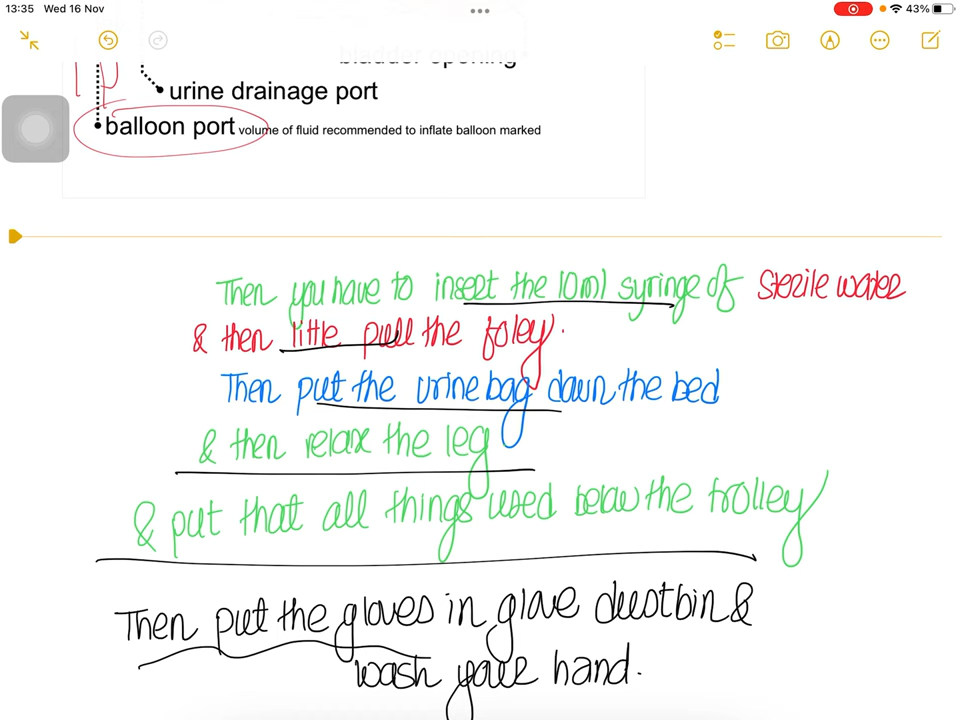 13:35 Wed 16 Nov 43%
bladder opening
urine drainage port
balloon port volume of fluid recommended to inflate balloon marked
Then you have to insert the 10ml syringe of Sterile water
& then little pull the foley.
Then put the urine bag down the bed
& then relax the leg
& put that all things used below the trolley
Then put the gloves in glove dustbin &
wash your hand.